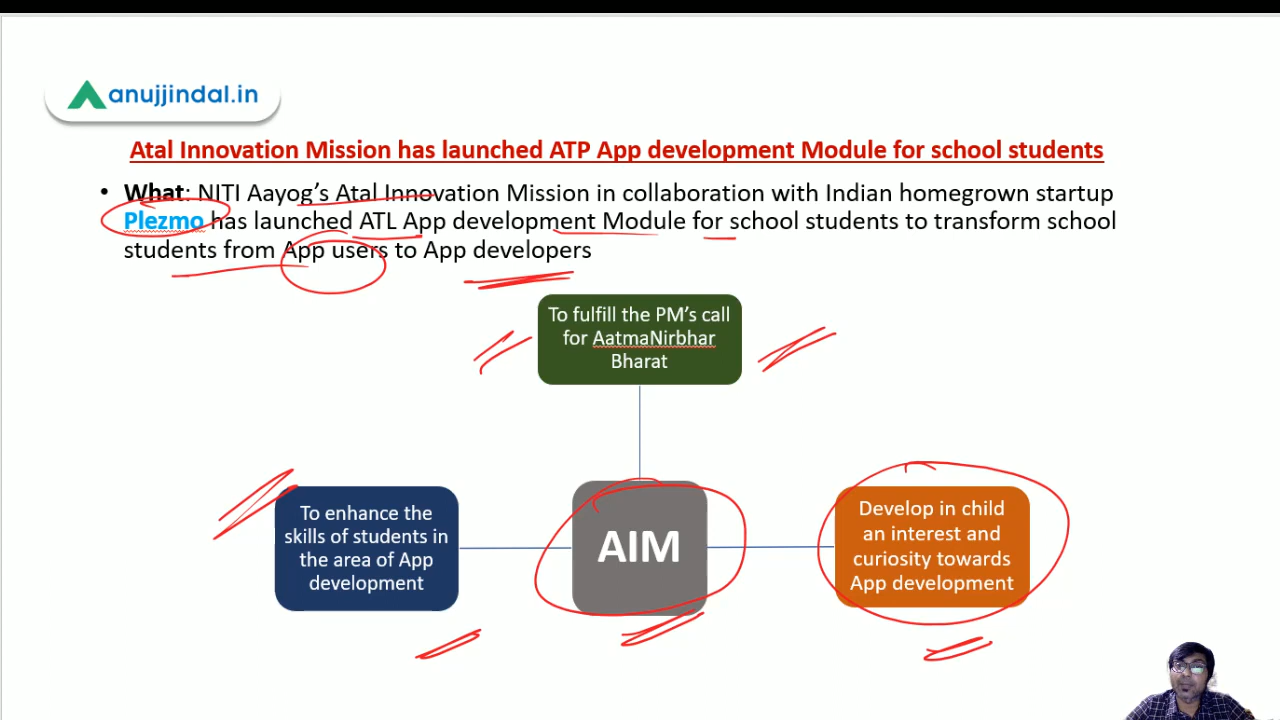 anujjindal.in
Atal Innovation Mission has launched ATP App development Module for school students
• What: NITI Aayog's Atal Innovation Mission in collaboration with Indian homegrown startup
Plezmo has launched ATL App development Module for school students to transform school
students from App users to App developers
To fulfill the PM's call
for AatmaNirbhar
Bharat
To enhance the
skills of students in
the area of App
development
AIM
Develop in child
an interest and
curiosity towards
App development